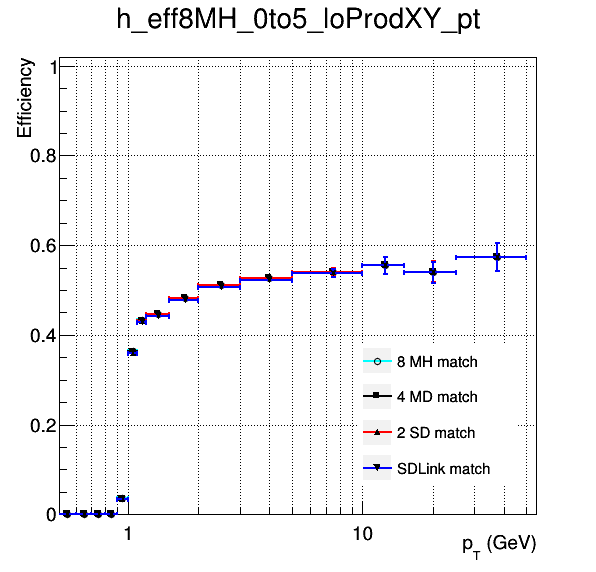 h_eff8MH_0to5_loProdXY_pt
Efficiency
1
0.8
0.6
0.4
0.2
0
8 MH match
4 MD match
2 SD match
SDLink match
1
10
p_T (GeV)